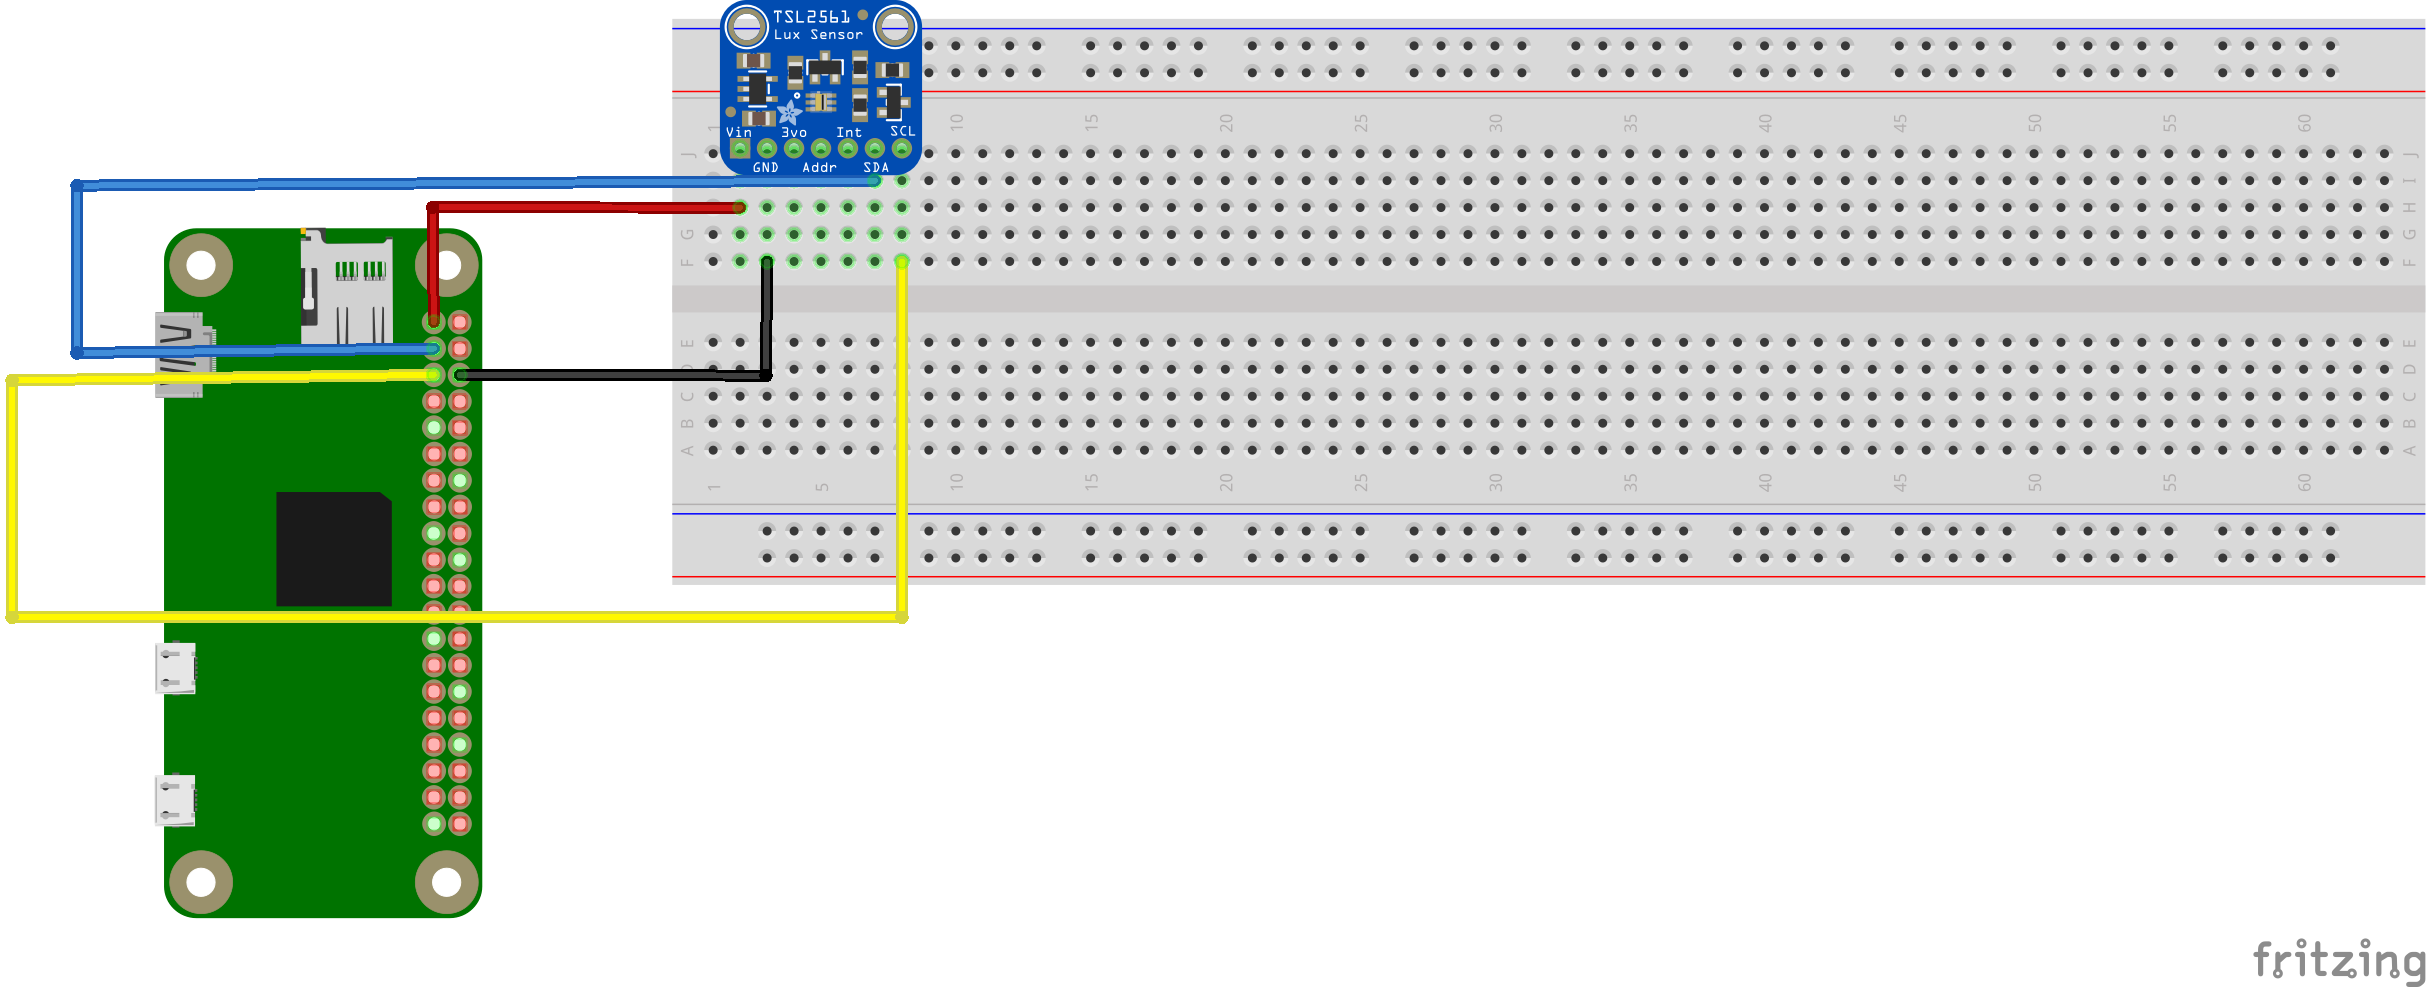 TSL2561
Lux Sensor
Vin 3vo Int SCL
GND Addr SDA
1 10 15 20 25 30 35 40 45 50 55 60
J J
I
H
G G
F F
E E
D
C C
B B
A A
1 5 10 15 20 25 30 35 40 45 50 55 60
fritzing